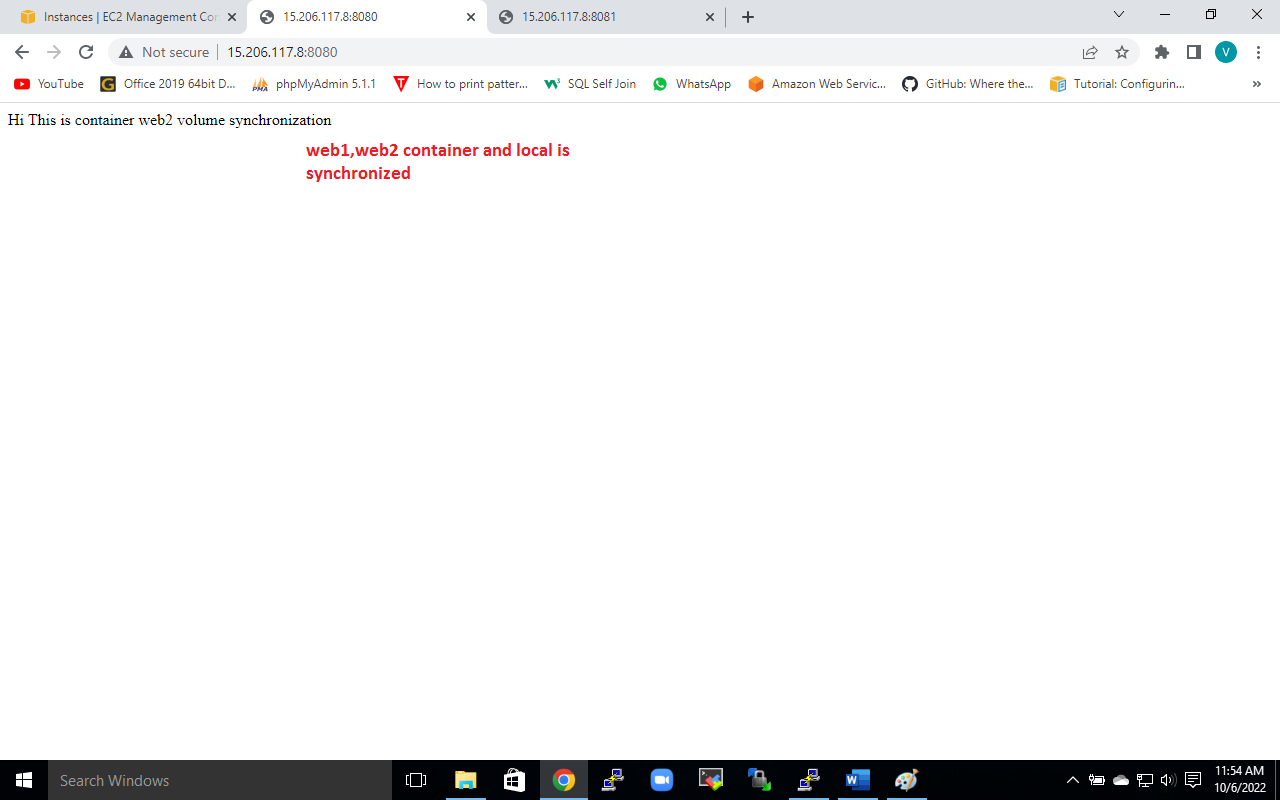 Instances | EC2 Management Con
15.206.117.8:8080
15.206.117.8:8081
Not secure
15.206.117.8:8080
YouTube
Office 2019 64bit D...
phpMyAdmin 5.1.1
How to print patter...
SQL Self Join
WhatsApp
Amazon Web Servic...
GitHub: Where the...
Tutorial: Configurin...
V
Hi This is container web2 volume synchronization
web1,web2 container and local is
synchronized
Search Windows
11:54 AM
10/6/2022